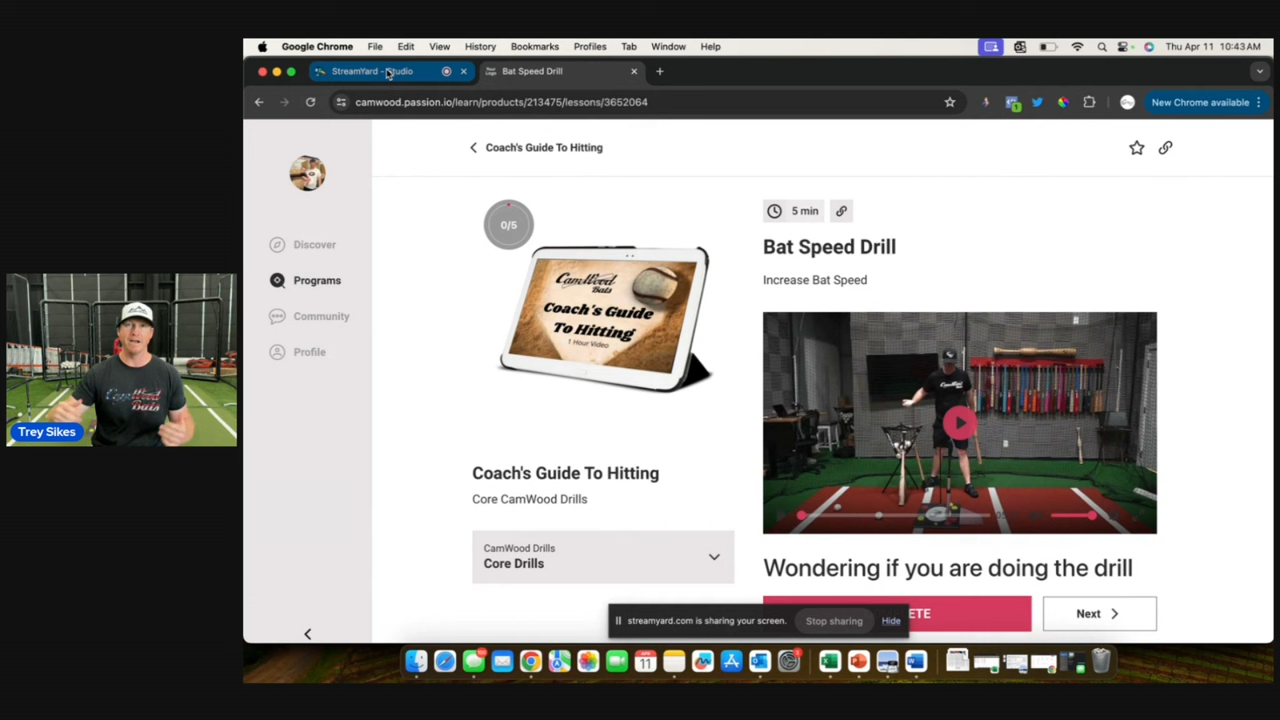 Google Chrome File Edit View History Bookmarks Profiles Tab Window Help Thu Apr 11 10:43 AM
StreamYard - Studio
Bat Speed Drill
camwood.passion.io/learn/products/213475/lessons/3652064
New Chrome available
Coach's Guide To Hitting
0/5
5 min
Bat Speed Drill
Increase Bat Speed
Discover
Programs
Community
Profile
CamWood
Bats
Coach's Guide
To Hitting
1 Hour Video
CamWood
Bats
Trey Sikes
Coach's Guide To Hitting
Core CamWood Drills
CamWood Drills
Core Drills
Wondering if you are doing the drill
ETE
Next
streamyard.com is sharing your screen.
Stop sharing
Hide
APR
11